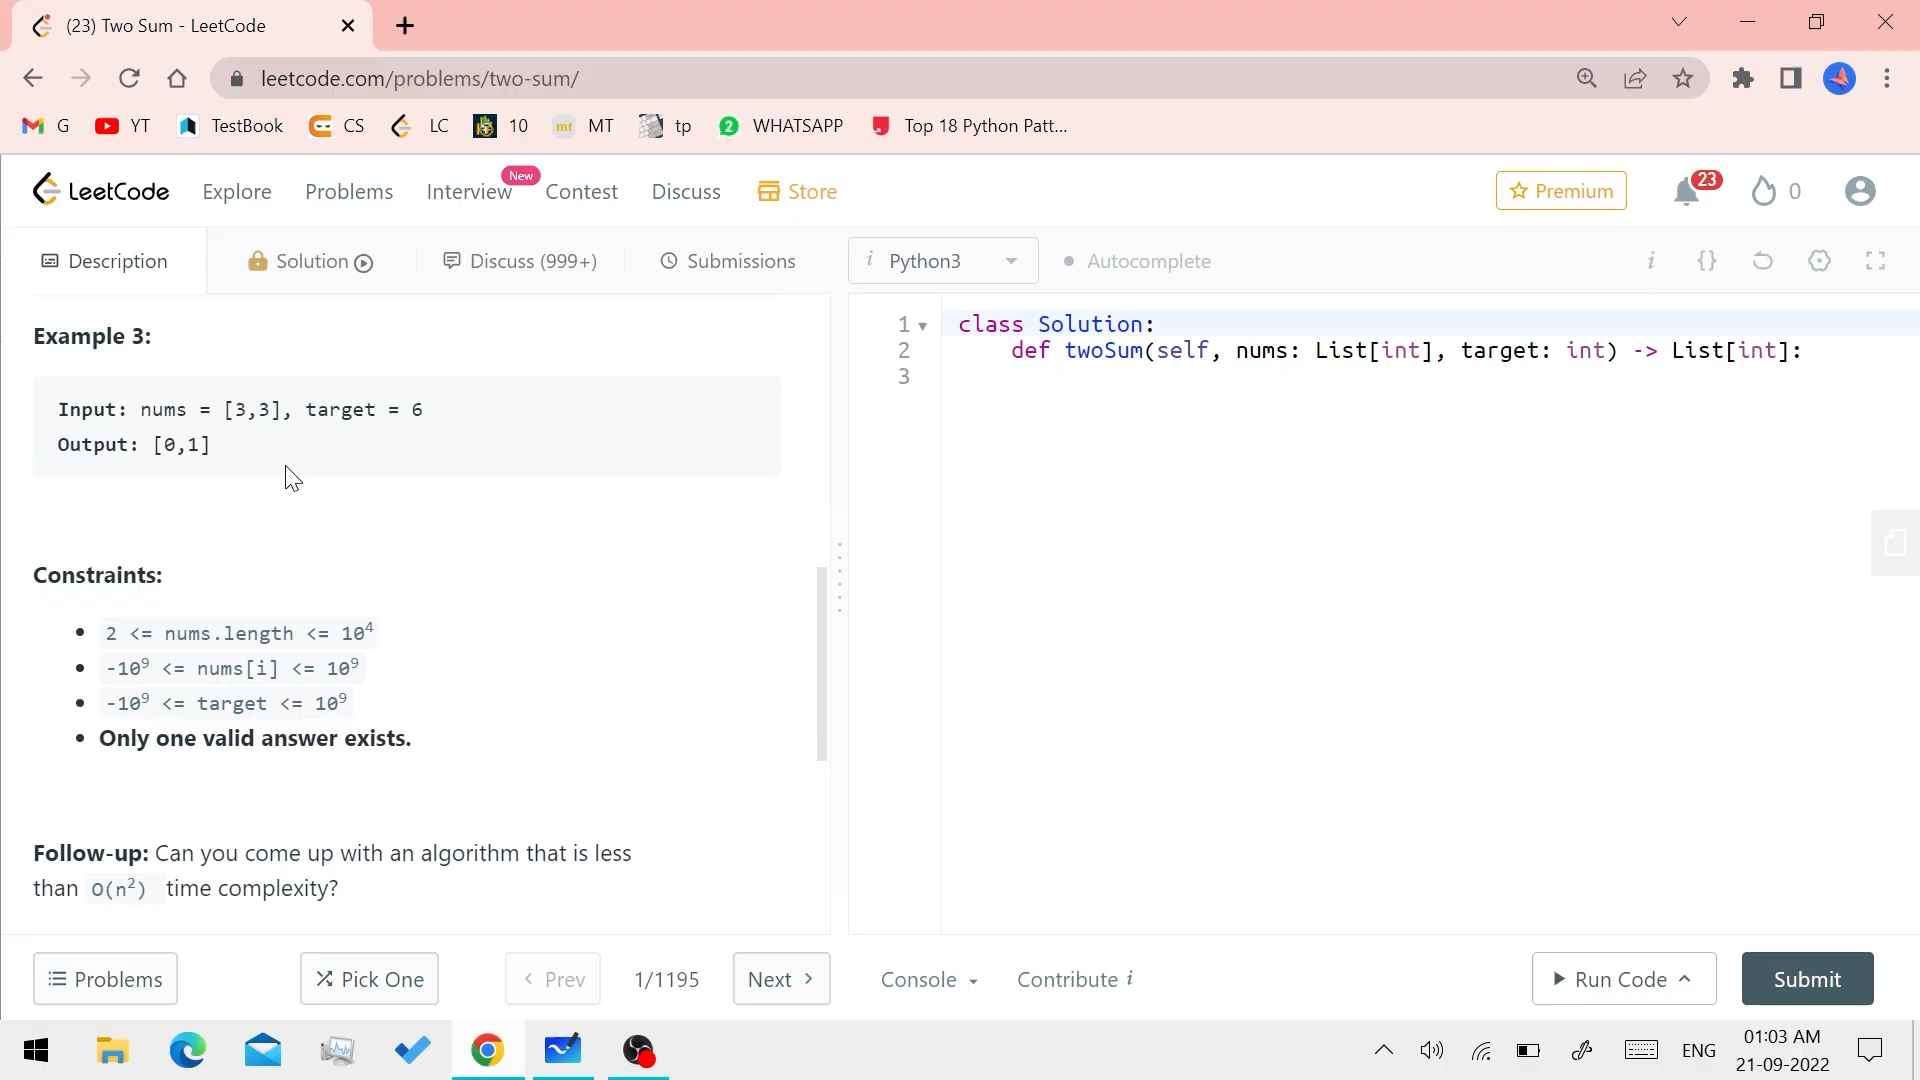 (23) Two Sum - LeetCode
leetcode.com/problems/two-sum/
G YT TestBook CS LC 10 mt MT tp 2 WHATSAPP Top 18 Python Patt...
LeetCode Explore Problems Interview New Contest Discuss Store Premium 23 0
Description Solution Discuss (999+) Submissions i Python3 Autocomplete i {}
Example 3:
Input: nums = [3,3], target = 6
Output: [0,1]
Constraints:
2 <= nums.length <= 10⁴
-10⁹ <= nums[i] <= 10⁹
-10⁹ <= target <= 10⁹
Only one valid answer exists.
Follow-up: Can you come up with an algorithm that is less
than O(n²) time complexity?
1 class Solution:
2 def twoSum(self, nums: List[int], target: int) -> List[int]:
3
Problems Pick One Prev 1/1195 Next Console Contribute i Run Code Submit
ENG 01:03 AM
21-09-2022